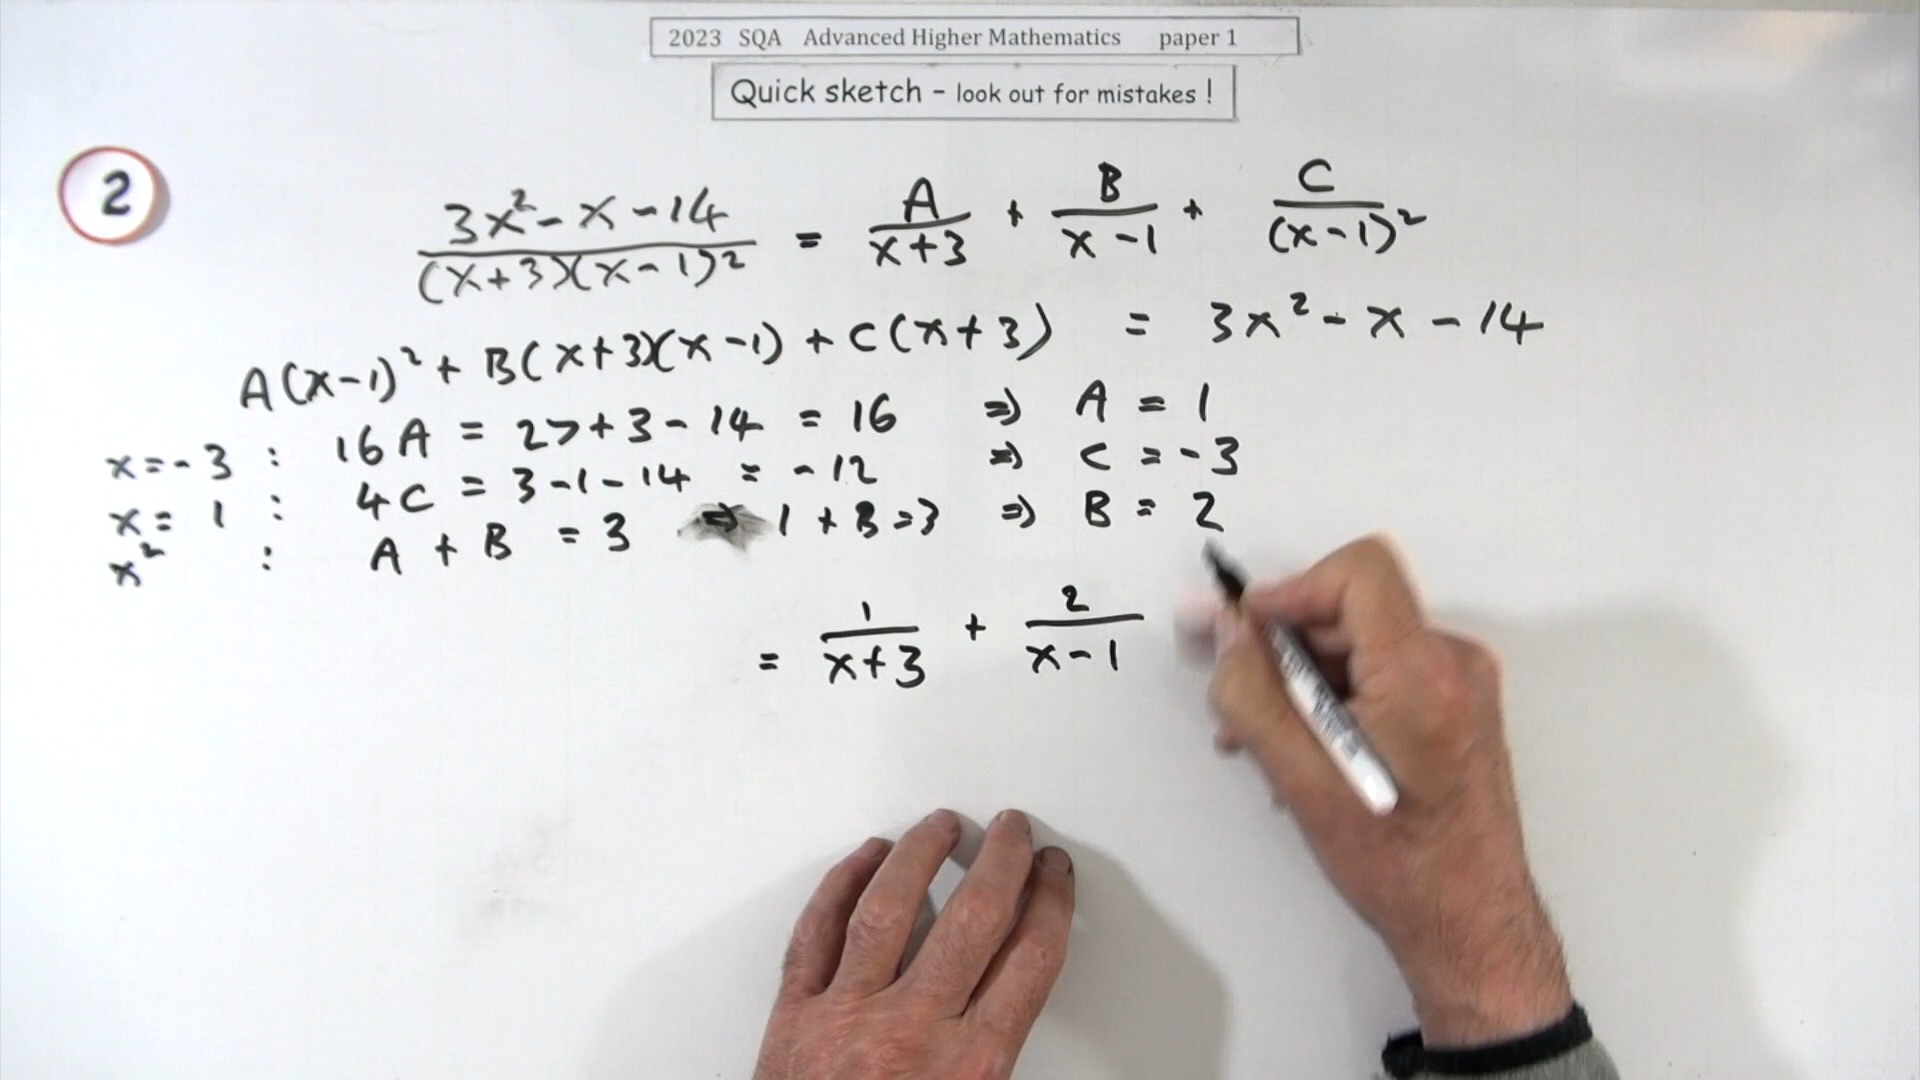 2023 SQA Advanced Higher Mathematics paper 1
Quick sketch - look out for mistakes !
2
3x²-x-14/(x+3)(x-1)² = A/x+3 + B/x-1 + C/(x-1)²
A(x-1)² + B(x+3)(x-1) + C(x+3) = 3x² - x - 14
x=-3 : 16A = 27+3-14 = 16 ⇒ A = 1
x= 1 : 4C = 3-1-14 = -12 ⇒ C = -3
x² : A + B = 3 ⇒ 1 + B = 3 ⇒ B = 2
= 1/x+3 + 2/x-1